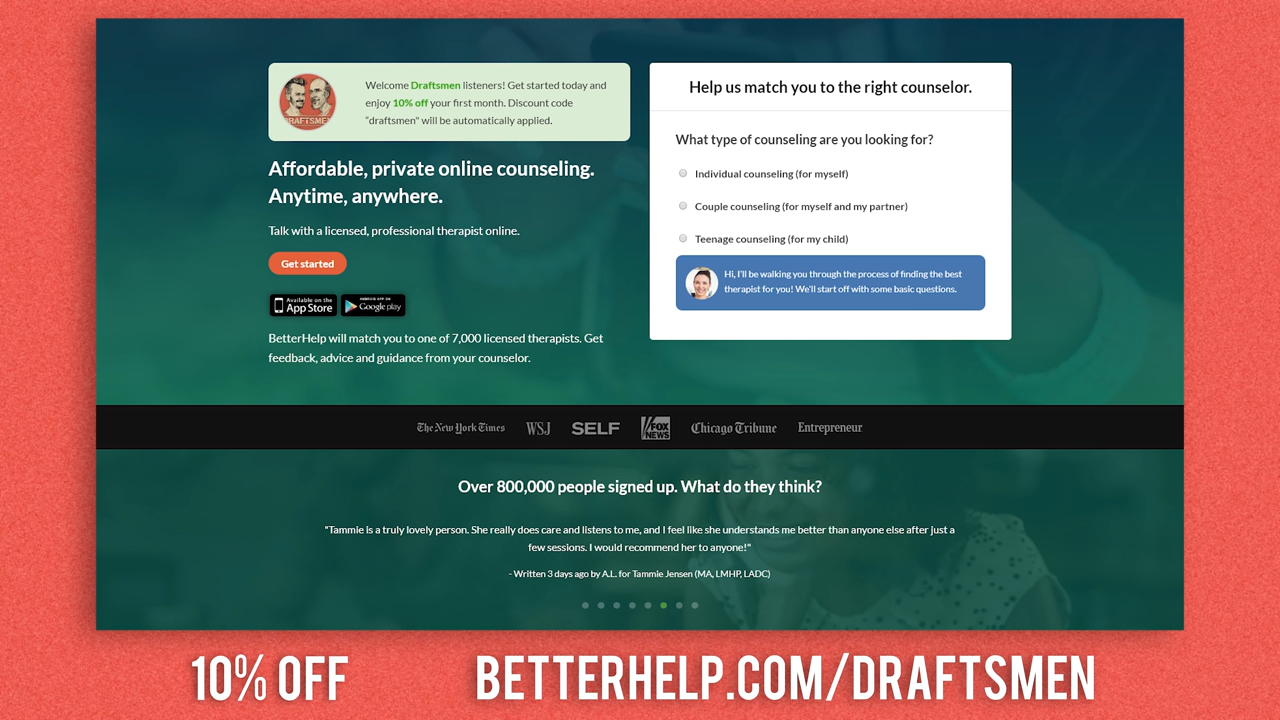 Welcome Draftsmen listeners! Get started today and
enjoy 10% off your first month. Discount code
"draftsmen" will be automatically applied.
DRAFTSMEN
Affordable, private online counseling.
Anytime, anywhere.
Talk with a licensed, professional therapist online.
Get started
Available on the
App Store
ANDROID APP ON
Google play
BetterHelp will match you to one of 7,000 licensed therapists. Get
feedback, advice and guidance from your counselor.
Help us match you to the right counselor.
What type of counseling are you looking for?
Individual counseling (for myself)
Couple counseling (for myself and my partner)
Teenage counseling (for my child)
Hi, I'll be walking you through the process of finding the best
therapist for you! We'll start off with some basic questions.
The New York Times WSJ SELF FOX NEWS Chicago Tribune Entrepreneur
Over 800,000 people signed up. What do they think?
"Tammie is a truly lovely person. She really does care and listens to me, and I feel like she understands me better than anyone else after just a
few sessions. I would recommend her to anyone!"
- Written 3 days ago by A.L. for Tammie Jensen (MA, LMHP, LADC)
10% OFF BETTERHELP.COM/DRAFTSMEN